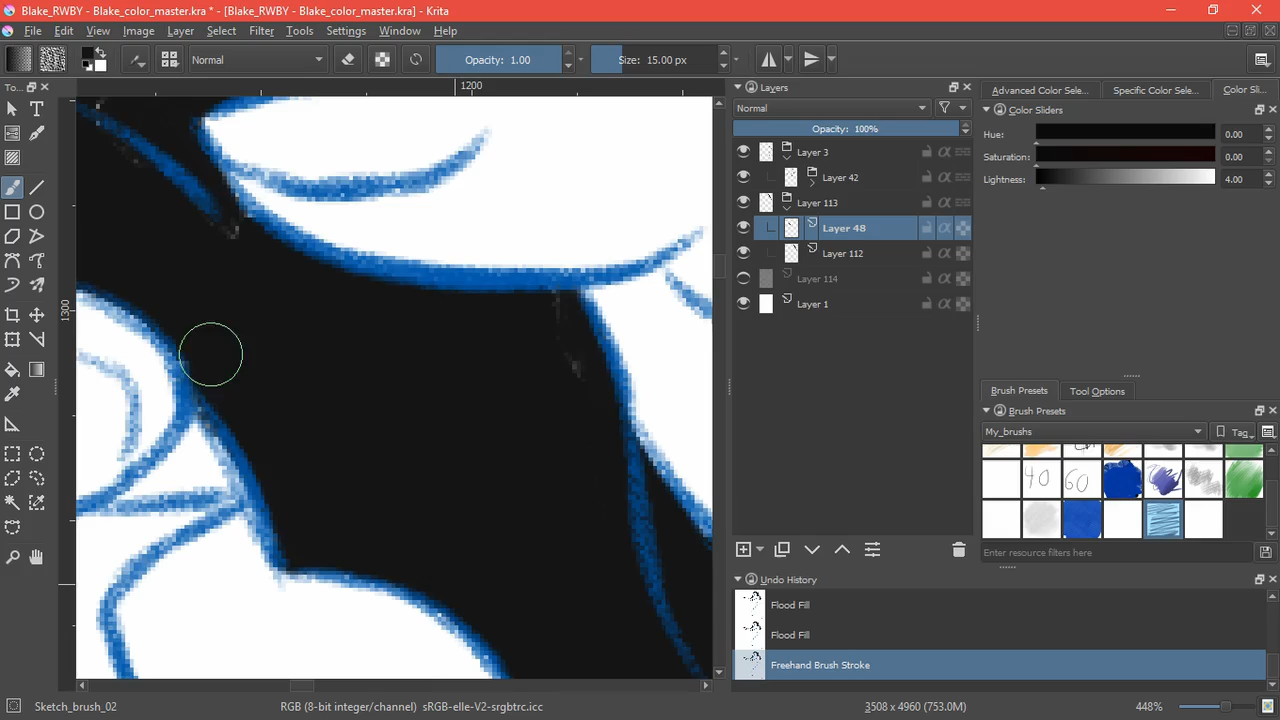 Blake_RWBY - Blake_color_master.kra * - [Blake_RWBY - Blake_color_master.kra] - Krita
File Edit View Image Layer Select Filter Tools Settings Window Help
Normal Opacity: 1.00 Size: 15.00 px
To...
1200
1300
Layers
Normal
Opacity: 100%
Layer 3
Layer 42
Layer 113
Layer 48
Layer 112
Layer 114
Layer 1
Advanced Color Sele... Specific Color Sele... Color Sli...
Color Sliders
Hue: 0.00
Saturation: 0.00
Lightness: 4.00
Brush Presets Tool Options
Brush Presets
My_brushes Tag
40 60
Enter resource filters here
Undo History
Flood Fill
Flood Fill
Freehand Brush Stroke
Sketch_brush_02 RGB (8-bit integer/channel) sRGB-elle-V2-srgbtrc.icc 3508 x 4960 (753.0M) 448%